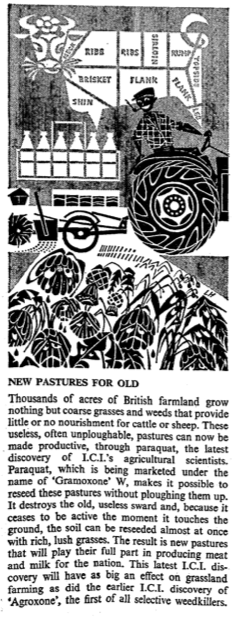 RIBS
RIBS
SIRLOIN
RUMP
TOPSIDE
BRISKET
FLANK
FLANK
SHIN
NEW PASTURES FOR OLD
Thousands of acres of British farmland grow
nothing but coarse grasses and weeds that provide
little or no nourishment for cattle or sheep. These
useless, often unploughable, pastures can now be
made productive, through paraquat, the latest
discovery of I.C.I.'s agricultural scientists.
Paraquat, which is being marketed under the
name of ‘Gramoxone’ W, makes it possible to
reseed these pastures without ploughing them up.
It destroys the old, useless sward and, because it
ceases to be active the moment it touches the
ground, the soil can be reseeded almost at once
with rich, lush grasses. The result is new pastures
that will play their full part in producing meat
and milk for the nation. This latest I.C.I. dis-
covery will have as big an effect on grassland
farming as did the earlier I.C.I. discovery of
‘Agroxone’, the first of all selective weedkillers.